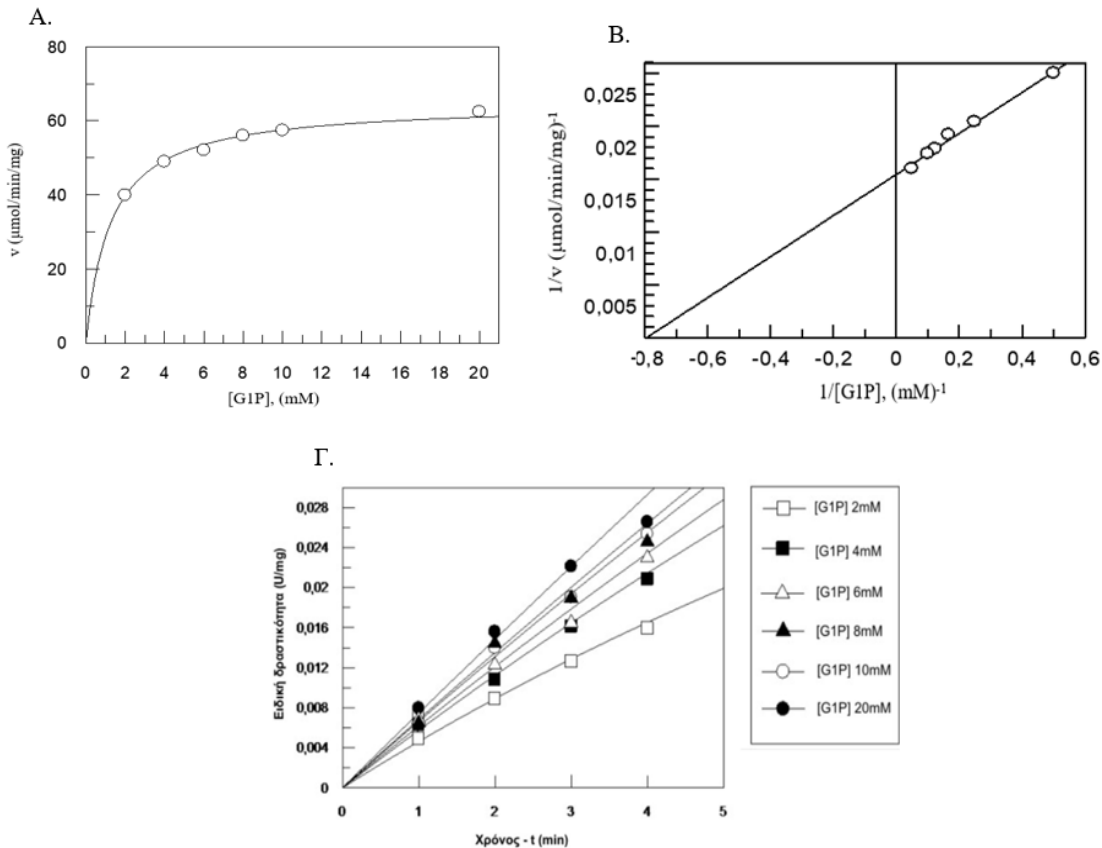 Α.
80
60
40
20
0
v (μmol/min/mg)
0 2 4 6 8 10 12 14 16 18 20
[G1P], (mM)
Β.
0,025
0,02
0,015
0,01
0,005
1/v (μmol/min/mg)-1
-0,8 -0,6 -0,4 -0,2 0 0,2 0,4 0,6
1/[G1P], (mM)-1
Γ.
0,028
0,024
0,02
0,016
0,012
0,008
0,004
0
Ειδική δραστικότητα (U/mg)
0 1 2 3 4 5
Χρόνος - t (min)
[G1P] 2mM
[G1P] 4mM
[G1P] 6mM
[G1P] 8mM
[G1P] 10mM
[G1P] 20mM